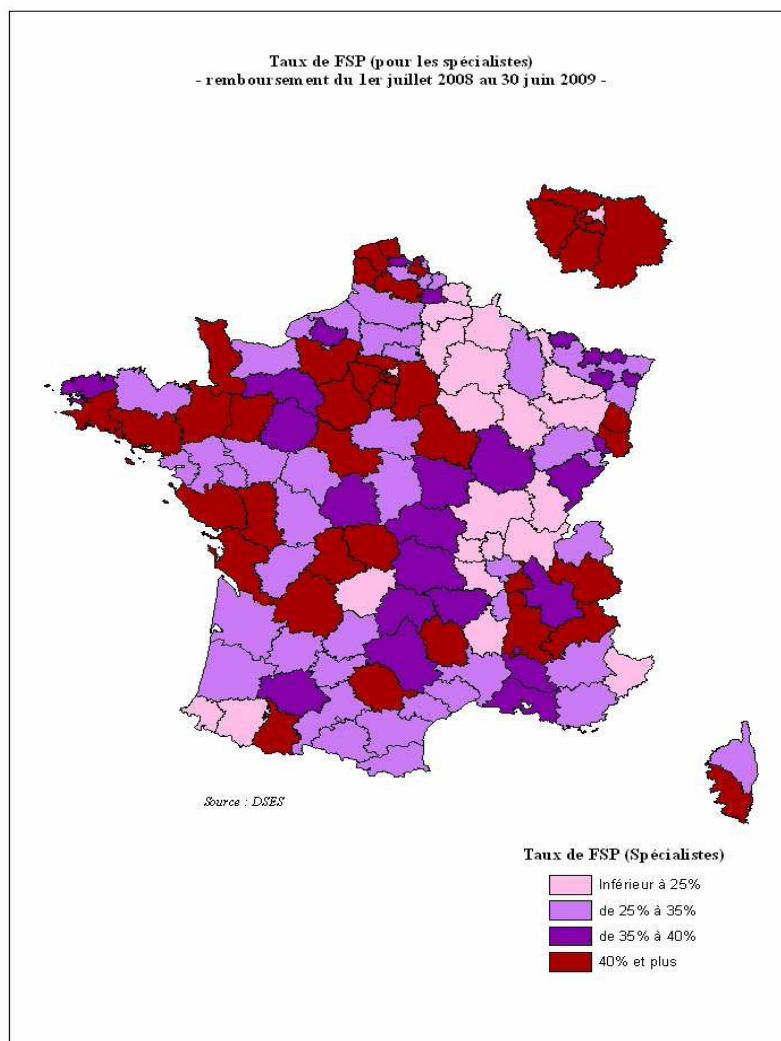 Taux de FSP (pour les spécialistes)
- remboursement du 1er juillet 2008 au 30 juin 2009 -
Source : DSES
Taux de FSP (Spécialistes)
Inférieur à 25%
de 25% à 35%
de 35% à 40%
40% et plus